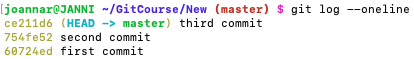 [joannar@JANNI ~/GitCourse/New (master) $ git log --oneline
ce211d6 (HEAD -> master) third commit
754fe52 second commit
60724ed first commit